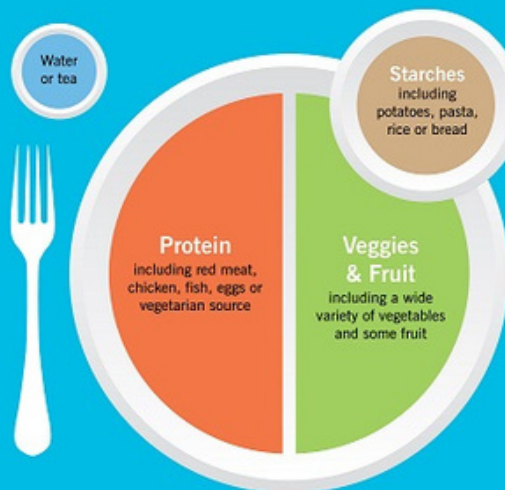 Water
or tea
Starches
including
potatoes, pasta,
rice or bread
Protein
including red meat,
chicken, fish, eggs or
vegetarian source
Veggies
& Fruit
including a wide
variety of vegetables
and some fruit